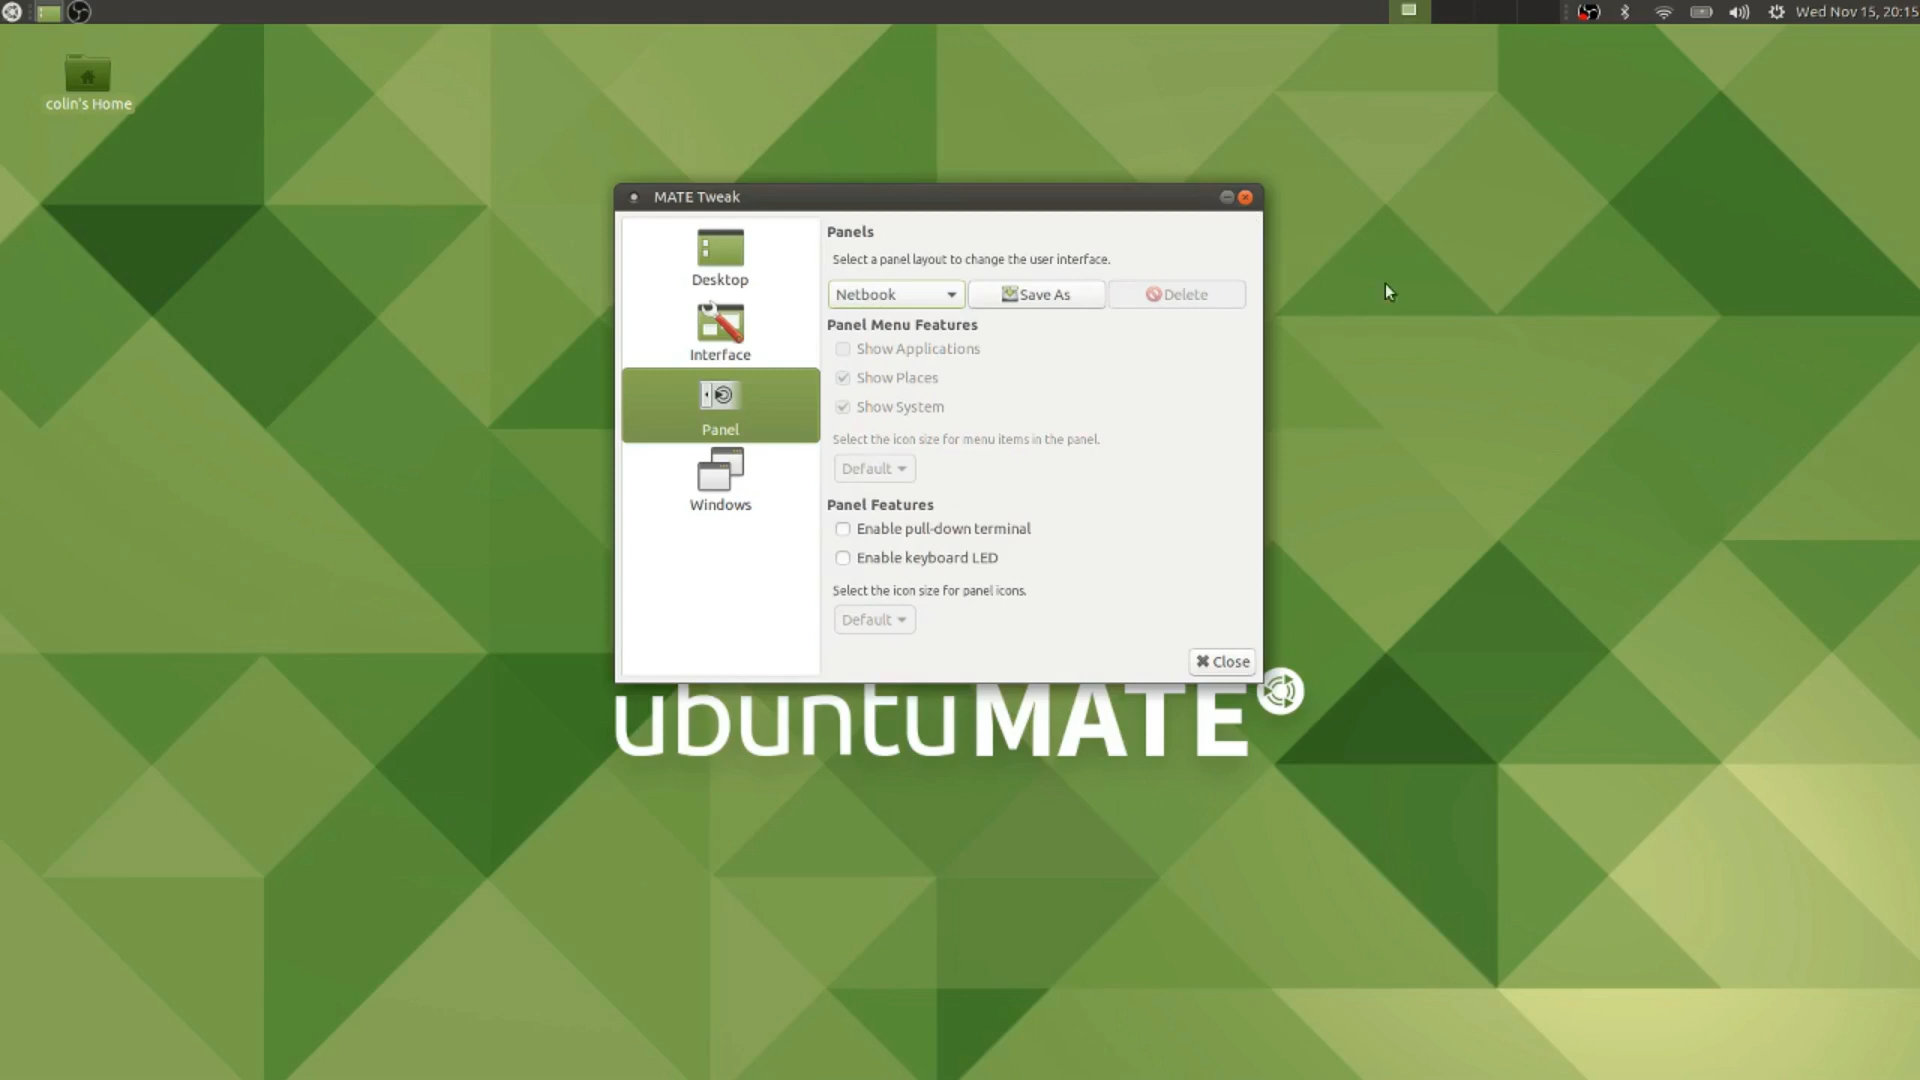 Wed Nov 15, 20:15
colin's Home
MATE Tweak
Desktop
Interface
Panel
Windows
Panels
Select a panel layout to change the user interface.
Netbook
Save As
Delete
Panel Menu Features
Show Applications
Show Places
Show System
Select the icon size for menu items in the panel.
Default
Panel Features
Enable pull-down terminal
Enable keyboard LED
Select the icon size for panel icons.
Default
Close
ubuntu MATE